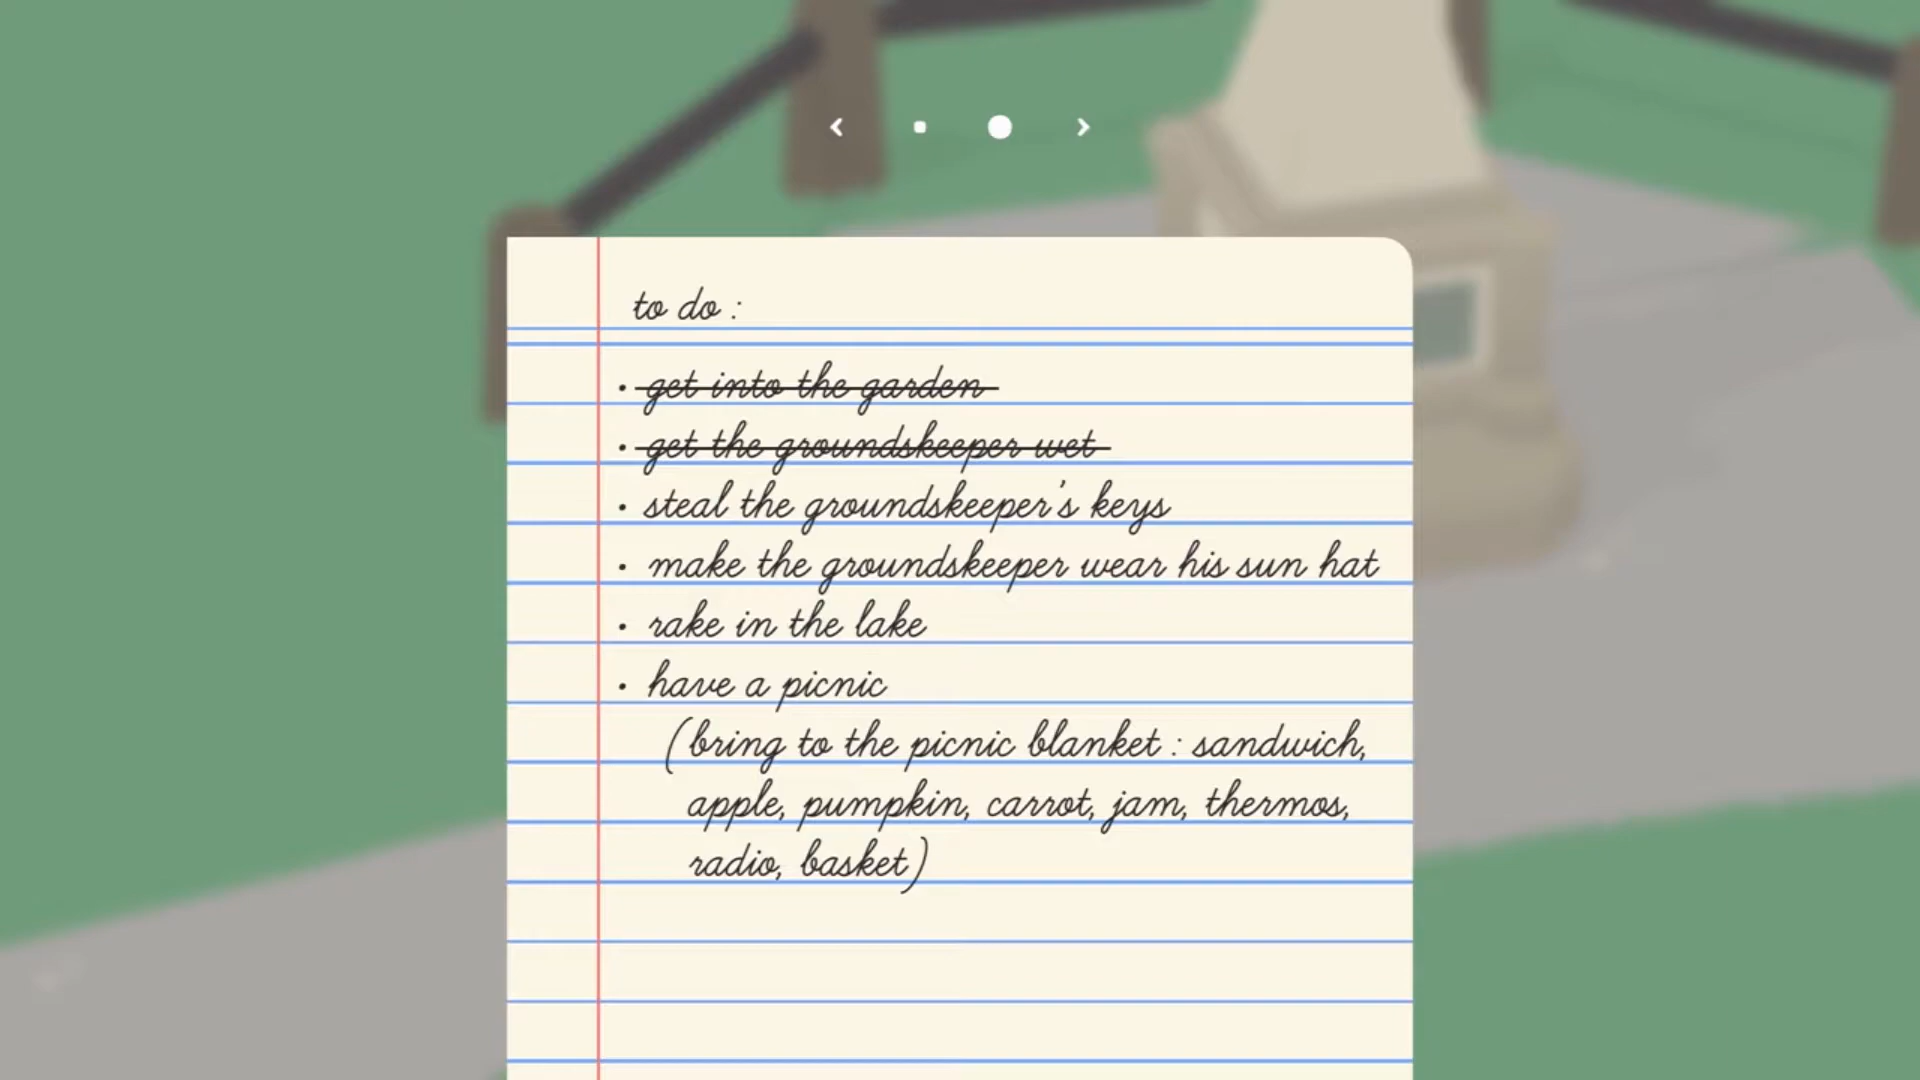 to do :
• get into the garden
• get the groundskeeper wet
• steal the groundskeeper's keys
• make the groundskeeper wear his sun hat
• rake in the lake
• have a picnic
(bring to the picnic blanket : sandwich,
apple, pumpkin, carrot, jam, thermos,
radio, basket)